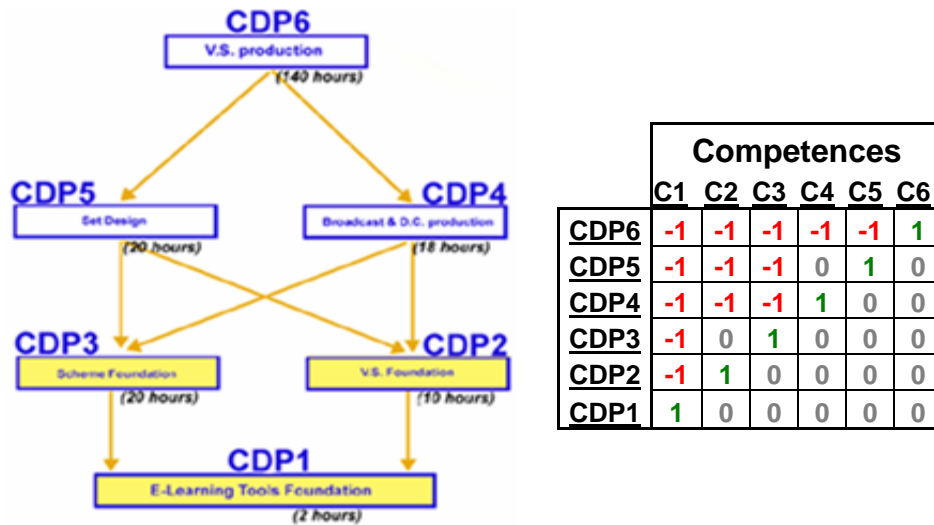 CDP6
V.S. production
(140 hours)
CDP5
CDP4
Set Design
Broadcast & D.C. production
(20 hours)
(18 hours)
CDP3
CDP2
Scheme Foundation
V.S. Foundation
(20 hours)
(10 hours)
CDP1
E-Learning Tools Foundation
(2 hours)
Competences
C1 C2 C3 C4 C5 C6
CDP6 -1 -1 -1 -1 -1 1
CDP5 -1 -1 -1 0 1 0
CDP4 -1 -1 -1 1 0 0
CDP3 -1 0 1 0 0 0
CDP2 -1 1 0 0 0 0
CDP1 1 0 0 0 0 0